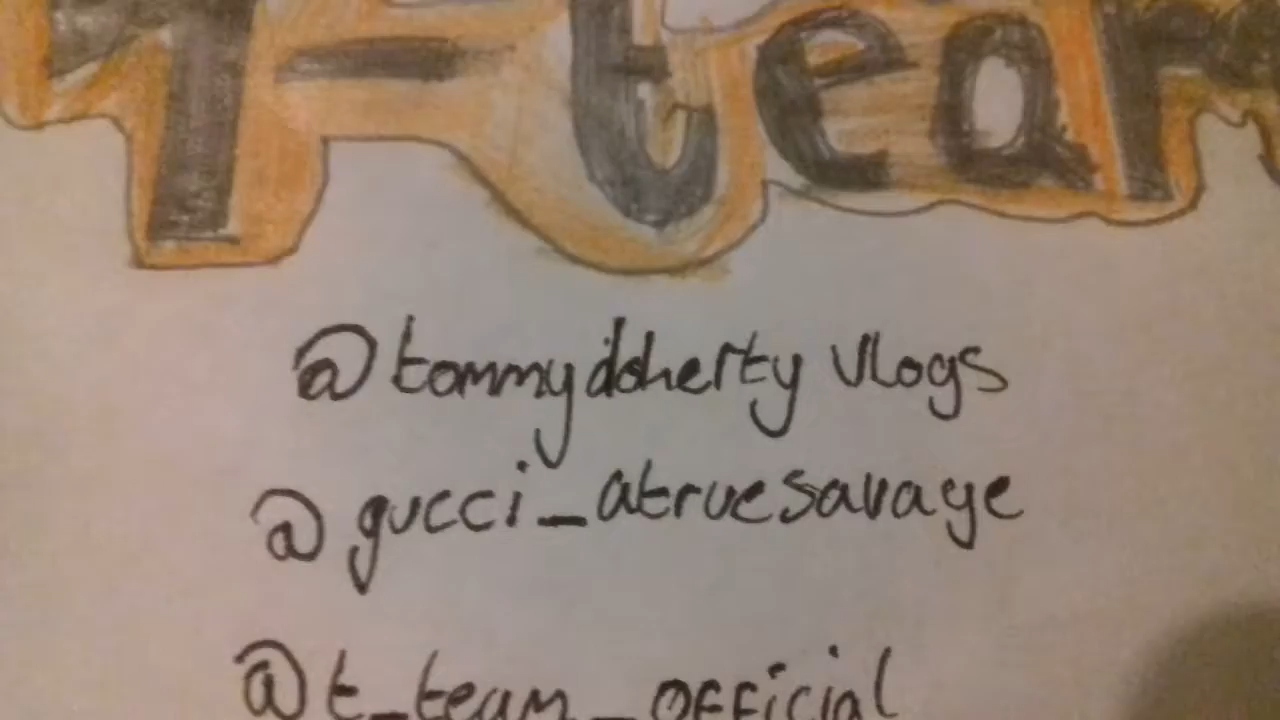 T-team
@tommydoherty vlogs
@gucci_atruesavage
@t_team_official